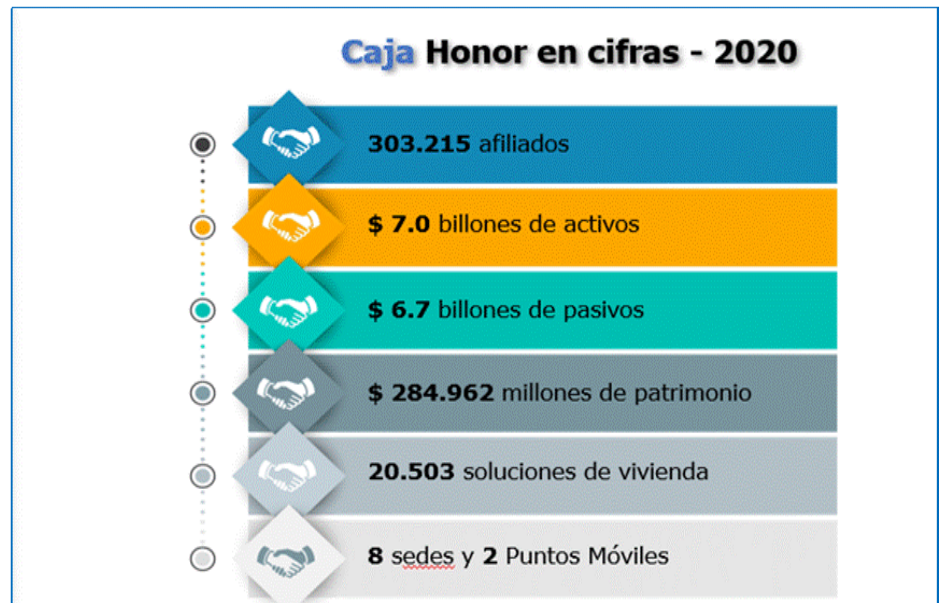 Caja Honor en cifras - 2020
303.215 afiliados
$ 7.0 billones de activos
$ 6.7 billones de pasivos
$ 284.962 millones de patrimonio
20.503 soluciones de vivienda
8 sedes y 2 Puntos Móviles